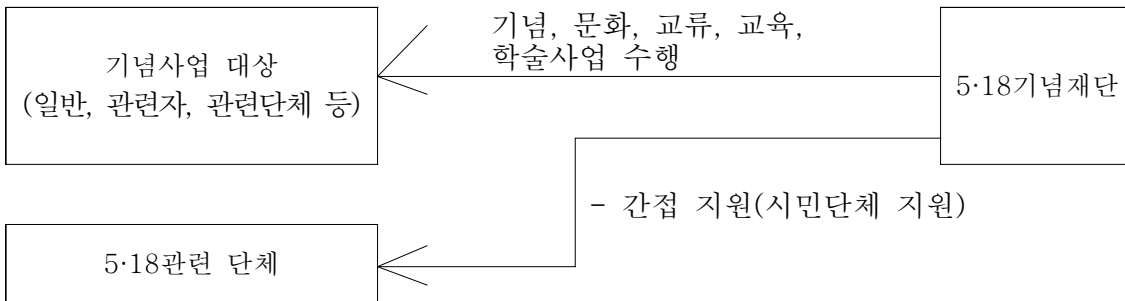 기념, 문화, 교류, 교육,
학술사업 수행
기념사업 대상
(일반, 관련자, 관련단체 등)
5·18기념재단
- 간접 지원(시민단체 지원)
5·18관련 단체